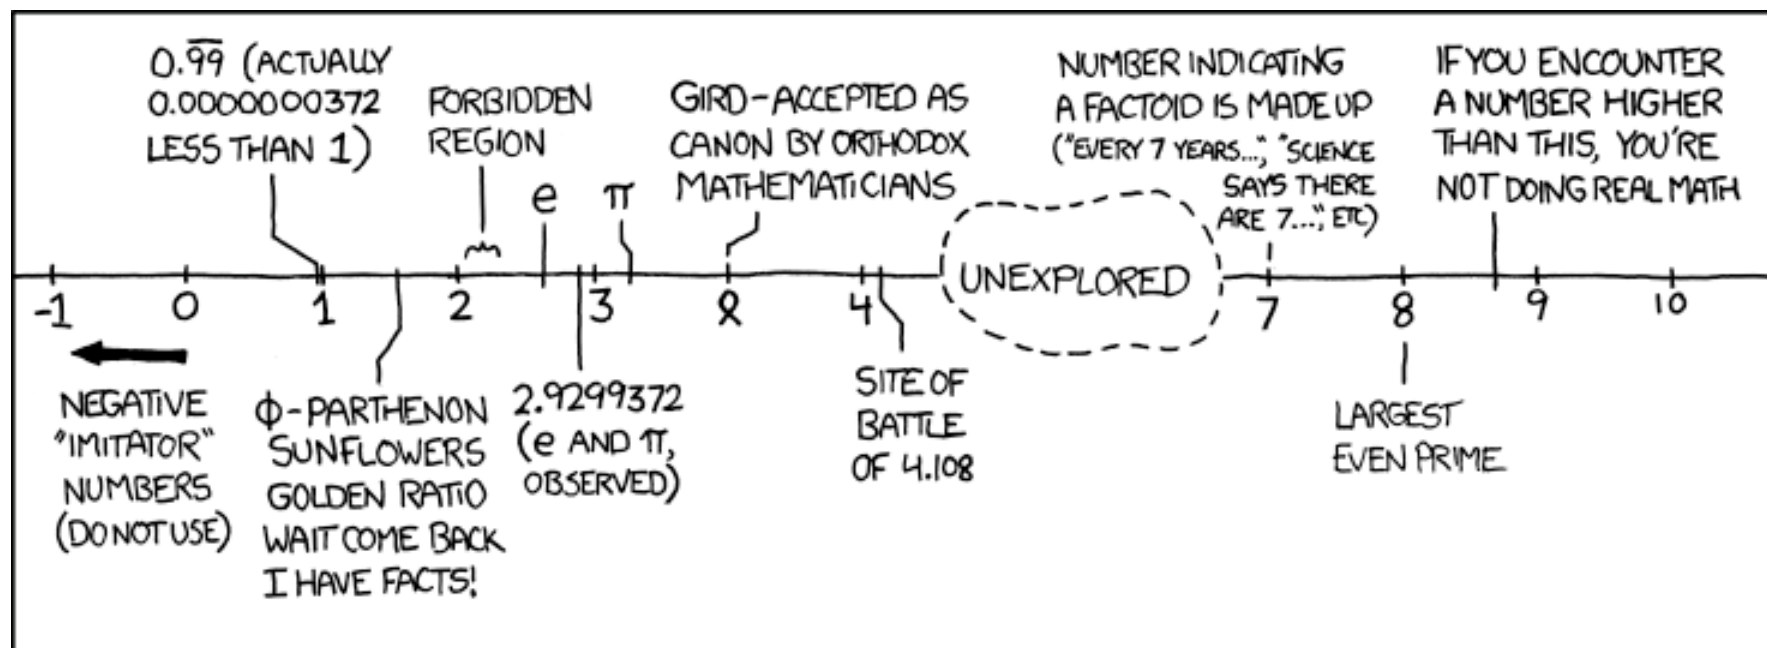 0.99 (ACTUALLY
0.0000000372
LESS THAN 1)
FORBIDDEN
REGION
e
π
GIRD-ACCEPTED AS
CANON BY ORTHODOX
MATHEMATICIANS
NUMBER INDICATING
A FACTOID IS MADE UP
("EVERY 7 YEARS...", "SCIENCE
SAYS THERE
ARE 7...", ETC)
IF YOU ENCOUNTER
A NUMBER HIGHER
THAN THIS, YOU'RE
NOT DOING REAL MATH
UNEXPLORED
-1 0 1 2 3 4 7 8 9 10
NEGATIVE
"IMITATOR"
NUMBERS
(DO NOT USE)
Φ-PARTHENON
SUNFLOWERS
GOLDEN RATIO
WAIT COME BACK
I HAVE FACTS!
2.9299372
(e AND π,
OBSERVED)
SITE OF
BATTLE
OF 4.108
LARGEST
EVEN PRIME